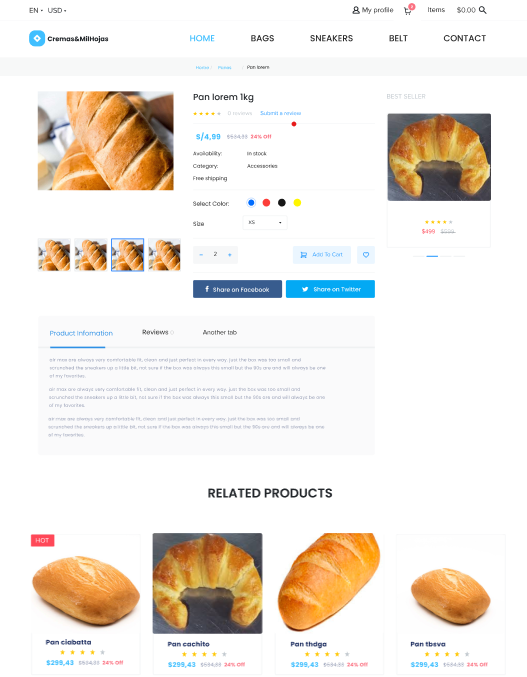 EN USD
My profile 2 Items $0.00
Cremas&MilHojas HOME BAGS SNEAKERS BELT CONTACT
Home / Panes / Pan lorem
Pan lorem 1kg
0 reviews Submit a review
S/4,99 $534,33 24% Off
Availability: In stock
Category: Accessories
Free shipping
Select Color:
Size XS
- 2 + Add To Cart
Share on Facebook Share on Twitter
BEST SELLER
$499 $599
Product Infomation Reviews 0 Another tab
air max are always very comfortable fit, clean and just perfect in every way. just the box was too small and
scrunched the sneakers up a little bit, not sure if the box was always this small but the 90s are and will always be one
of my favorites.
air max are always very comfortable fit, clean and just perfect in every way. just the box was too small and
scrunched the sneakers up a little bit, not sure if the box was always this small but the 90s are and will always be one
of my favorites.
air max are always very comfortable fit, clean and just perfect in every way. just the box was too small and
scrunched the sneakers up a little bit, not sure if the box was always this small but the 90s are and will always be one
of my favorites.
RELATED PRODUCTS
HOT
Pan ciabatta
$299,43 $534,33 24% Off
Pan cachito
$299,43 $534,33 24% Off
Pan thdga
$299,43 $534,33 24% Off
Pan tbsva
$299,43 $534,33 24% Off